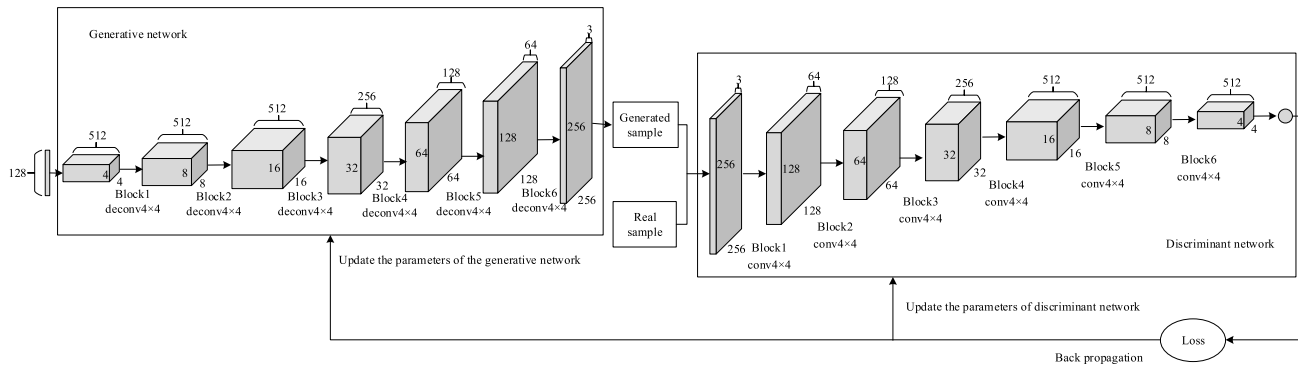 Generative network
128
512
4
4
Block1
deconv4×4
512
8
8
Block2
deconv4×4
512
16
16
Block3
deconv4×4
256
32
32
Block4
deconv4×4
128
64
64
Block5
deconv4×4
64
128
128
Block6
deconv4×4
3
256
256
Generated
sample
Real
sample
3
256
256
Block1
conv4×4
64
128
128
Block2
conv4×4
128
64
64
Block3
conv4×4
256
32
32
Block4
conv4×4
512
16
16
Block5
conv4×4
512
8
8
Block6
conv4×4
512
4
4
Discriminant network
Update the parameters of the generative network
Update the parameters of discriminant network
Loss
Back propagation